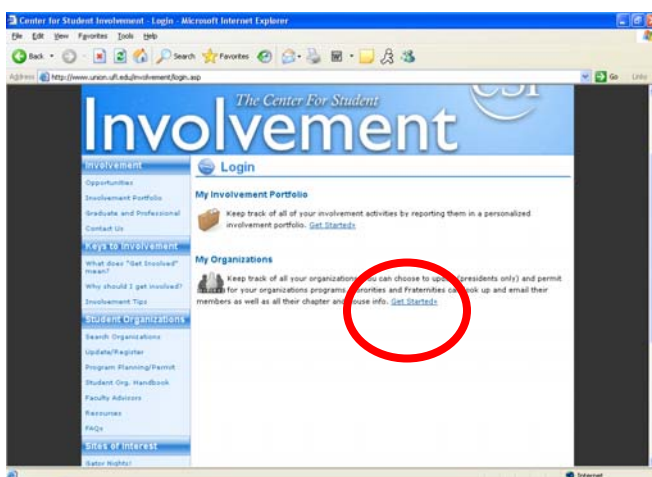 Center for Student Involvement - Login - Microsoft Internet Explorer
File Edit View Favorites Tools Help
Back Search Favorites
Address http://www.union.ufl.edu/involvement/login.asp Go Links
The Center For Student
CSI
Involvement
Involvement
Opportunities
Involvement Portfolio
Graduate and Professional
Contact Us
Keys to Involvement
What does "Get Involved" mean?
Why should I get involved?
Involvement Tips
Student Organizations
Search Organizations
Update/Register
Program Planning/Permit
Student Org. Handbook
Faculty Advisors
Resources
FAQs
Sites of Interest
Gator Nights!
Login
My Involvement Portfolio
Keep track of all of your involvement activities by reporting them in a personalized
involvement portfolio. Get Started»
My Organizations
Keep track of all your organizations. You can choose to update (presidents only) and permit
for your organizations programs. Sororities and Fraternities can look up and email their
members as well as all their chapter and house info. Get Started»
Internet